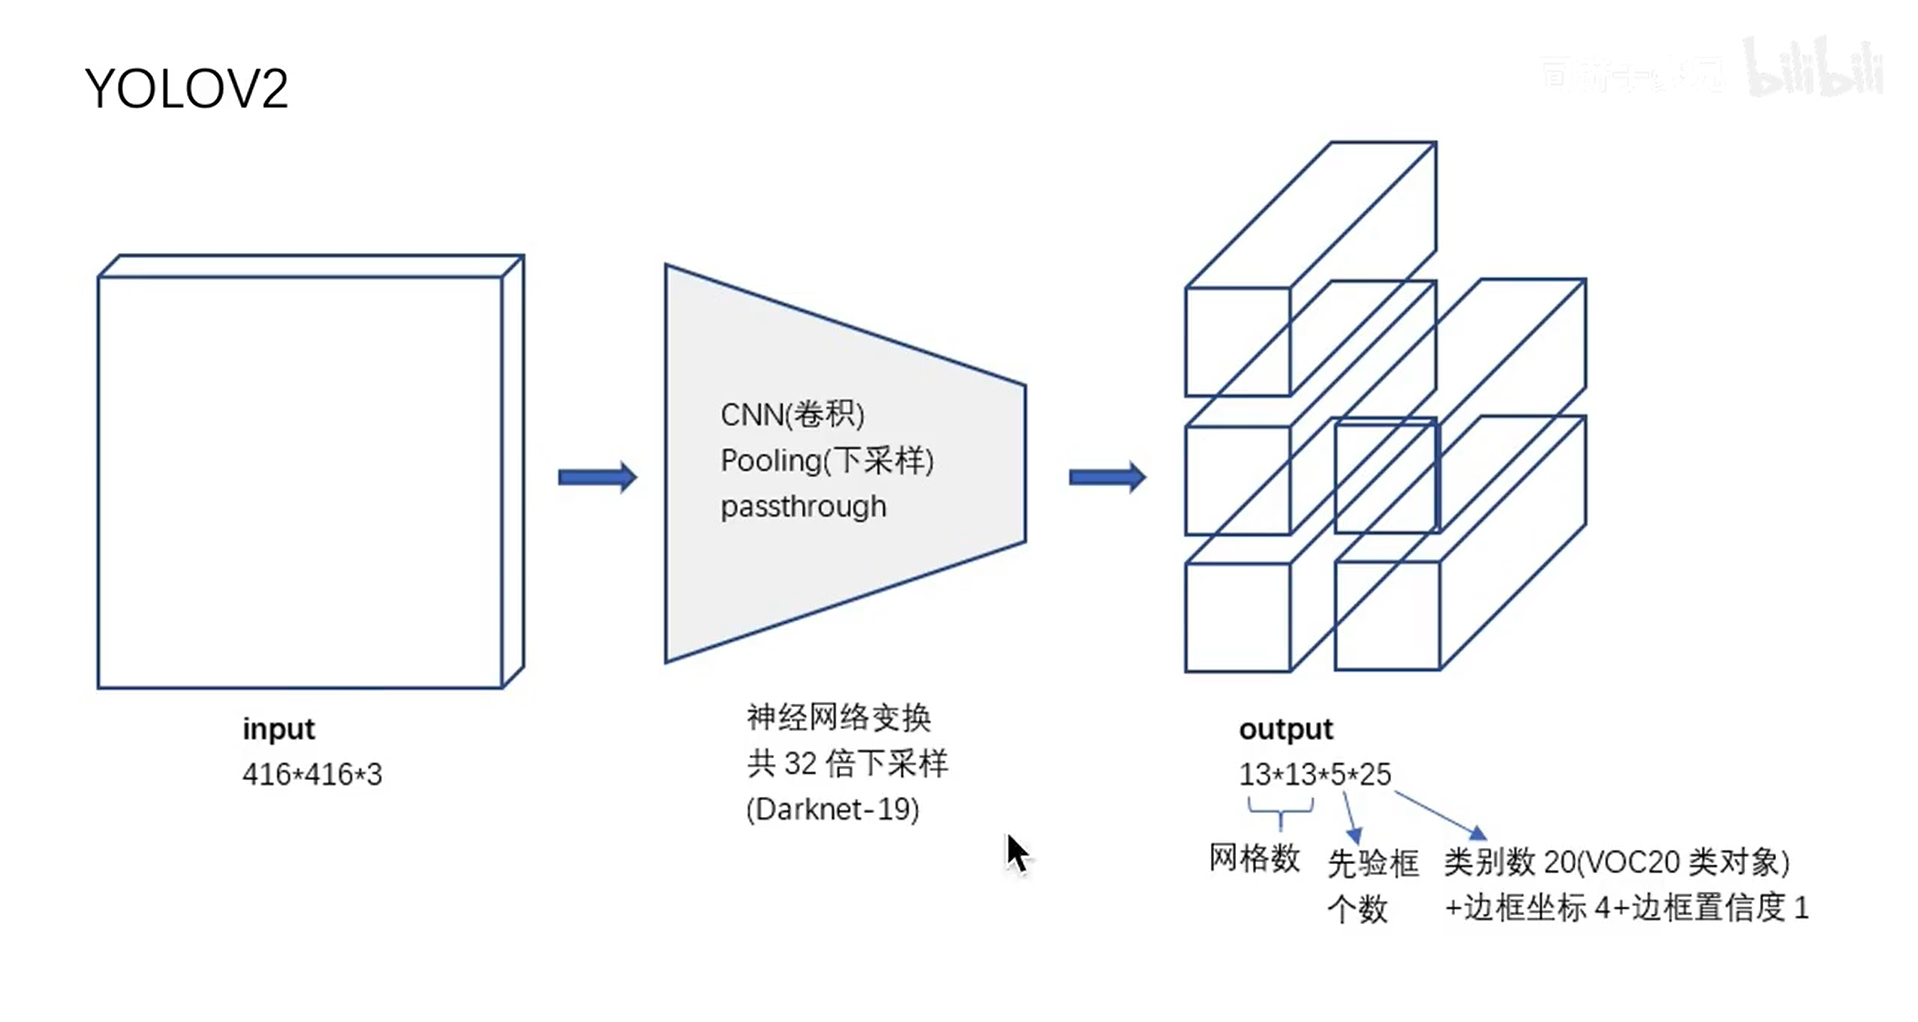 YOLOV2
bilibili
CNN(卷积)
Pooling(下采样)
passthrough
input
416*416*3
神经网络变换
共 32 倍下采样
(Darknet-19)
output
13*13*5*25
网格数
先验框
个数
类别数 20(VOC20 类对象)
+边框坐标 4+边框置信度 1